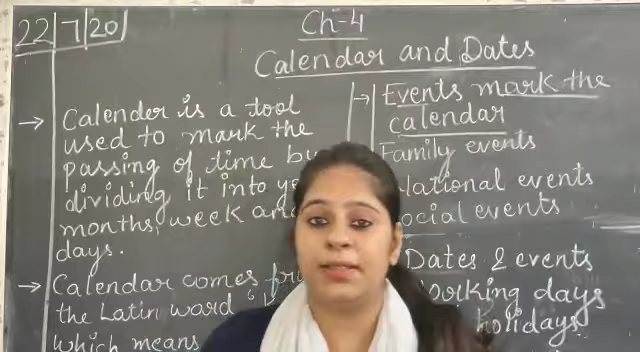 22/7/20
Ch-4
Calendar and Dates
→ Calender is a tool
used to mark the
passing of time by
dividing it into
months, week and
days.
→ Calendar comes
the Latin word
which means
→ Events mark the
calendar
Family events
National events
Social events
Dates & events
Working days
holidays